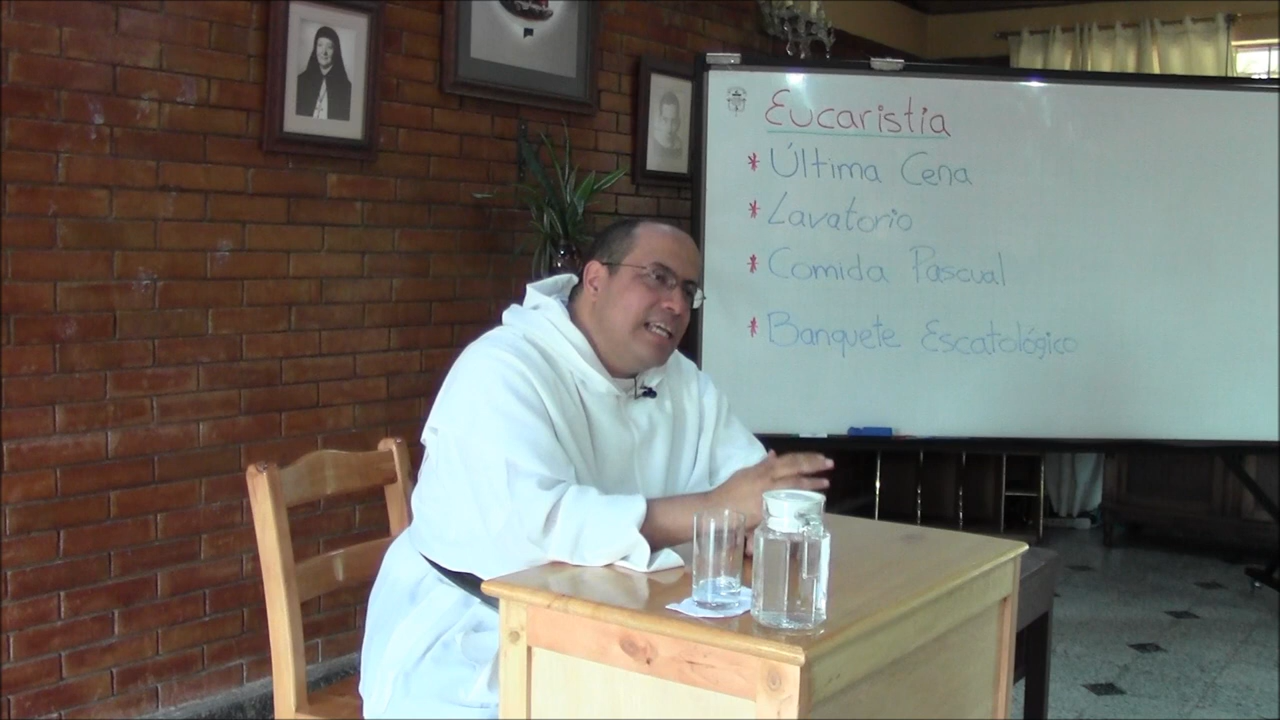 Eucaristía
* Última Cena
* Lavatorio
* Comida Pascual
* Banquete Escatológico